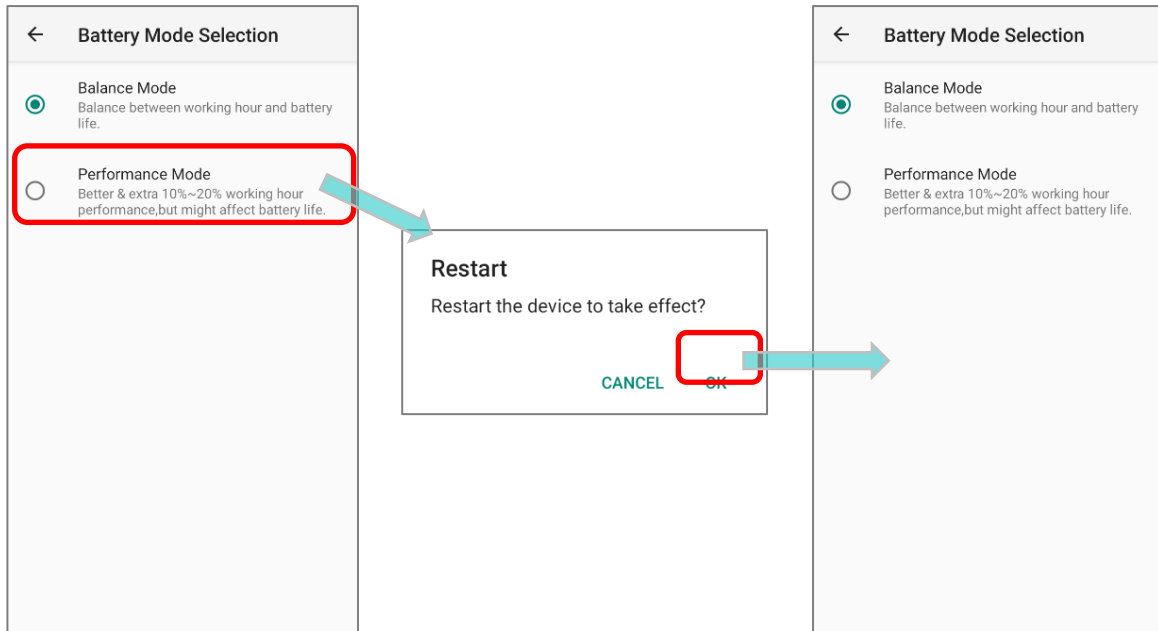 Battery Mode Selection
Balance Mode
Balance between working hour and battery
life.
Performance Mode
Better & extra 10%~20% working hour
performance,but might affect battery life.
Restart
Restart the device to take effect?
CANCEL OK
Battery Mode Selection
Balance Mode
Balance between working hour and battery
life.
Performance Mode
Better & extra 10%~20% working hour
performance,but might affect battery life.